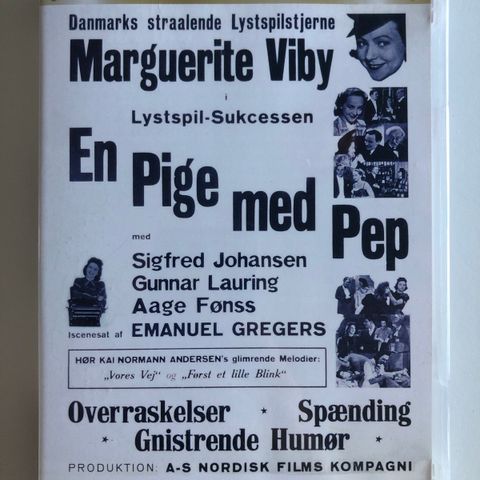 Danmarks straalende Lystspilstjerne
Marguerite Viby
i
Lystspil-Sukcessen
En Pige med Pep
med
Sigfred Johansen
Gunnar Lauring
Aage Fønss
Iscenesat af EMANUEL GREGERS
HØR KAI NORMANN ANDERSEN's glimrende Melodier:
„Vores Vej“ og „Først et lille Blink“
Overraskelser * Spænding
* Gnistrende Humør *
PRODUKTION: A-S NORDISK FILMS KOMPAGNI